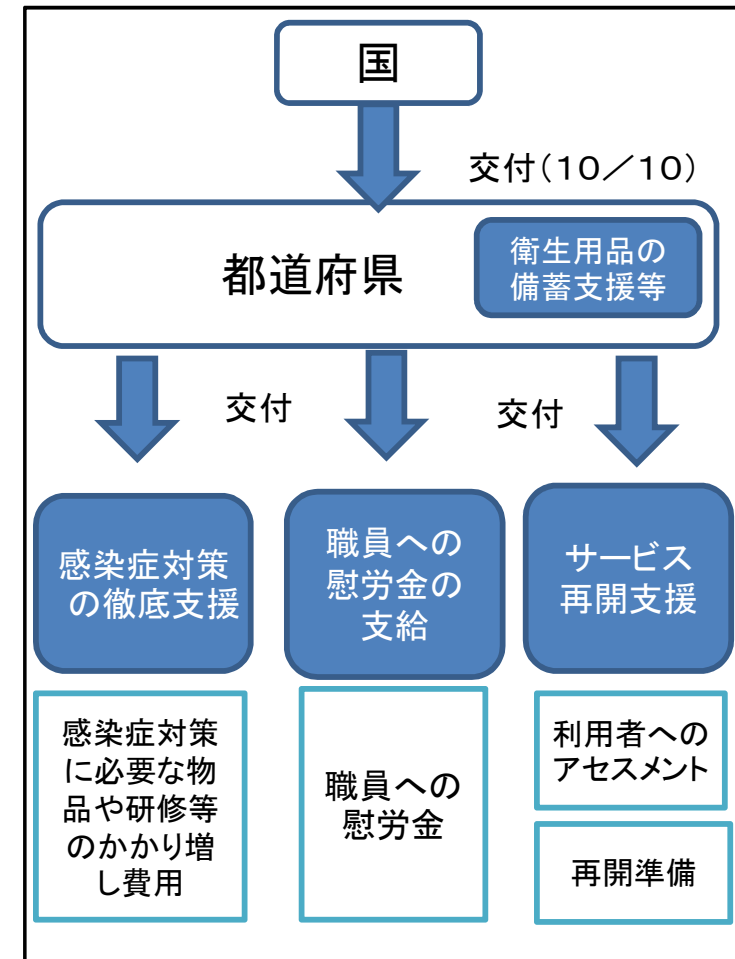 国
交付(10/10)
都道府県
衛生用品の
備蓄支援等
交付
交付
感染症対策
の徹底支援
職員への
慰労金の
支給
サービス
再開支援
感染症対策
に必要な物
品や研修等
のかかり増
し費用
職員への
慰労金
利用者への
アセスメント
再開準備